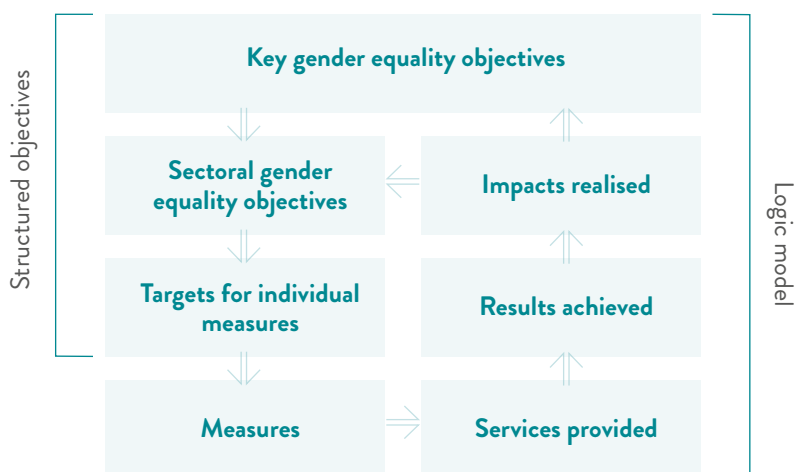 Key gender equality objectives
Structured objectives
Sectoral gender
equality objectives
Impacts realised
Logic model
Targets for individual
measures
Results achieved
Measures
Services provided